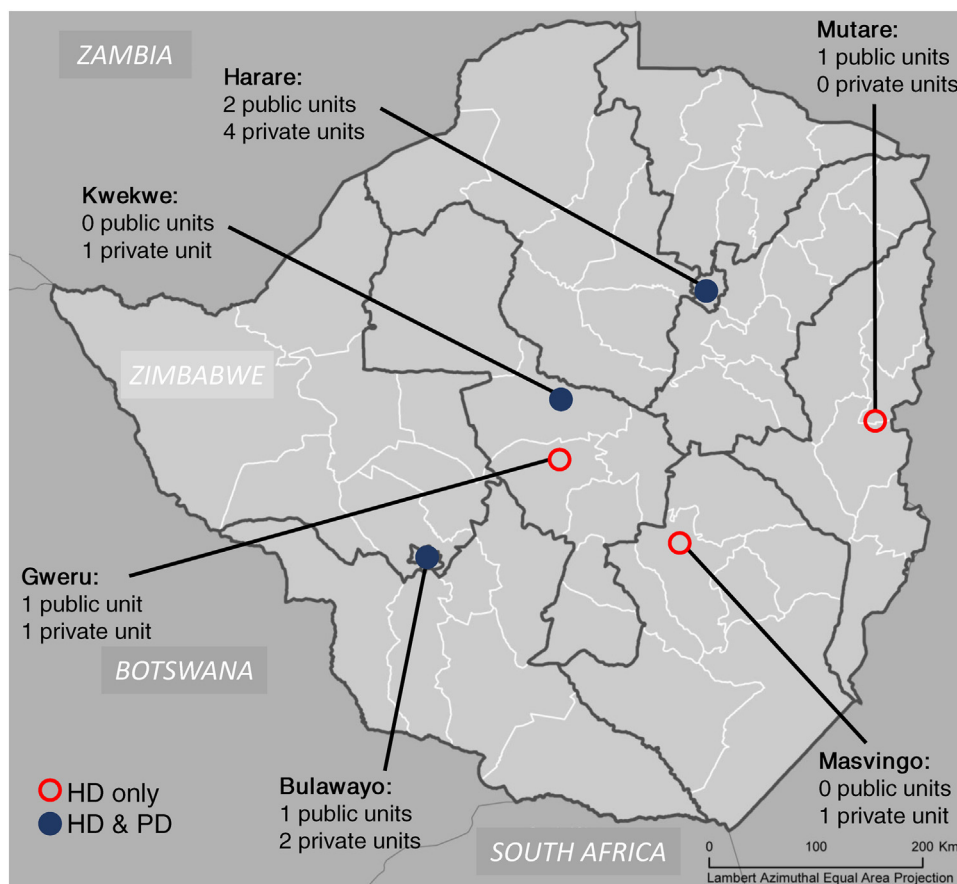 ZAMBIA
Mutare:
1 public units
0 private units
Harare:
2 public units
4 private units
Kwekwe:
0 public units
1 private unit
ZIMBABWE
Gweru:
1 public unit
1 private unit
BOTSWANA
Masvingo:
0 public units
1 private unit
Bulawayo:
1 public units
2 private units
HD only
HD & PD
SOUTH AFRICA
0 100 200 Km
Lambert Azimuthal Equal Area Projection